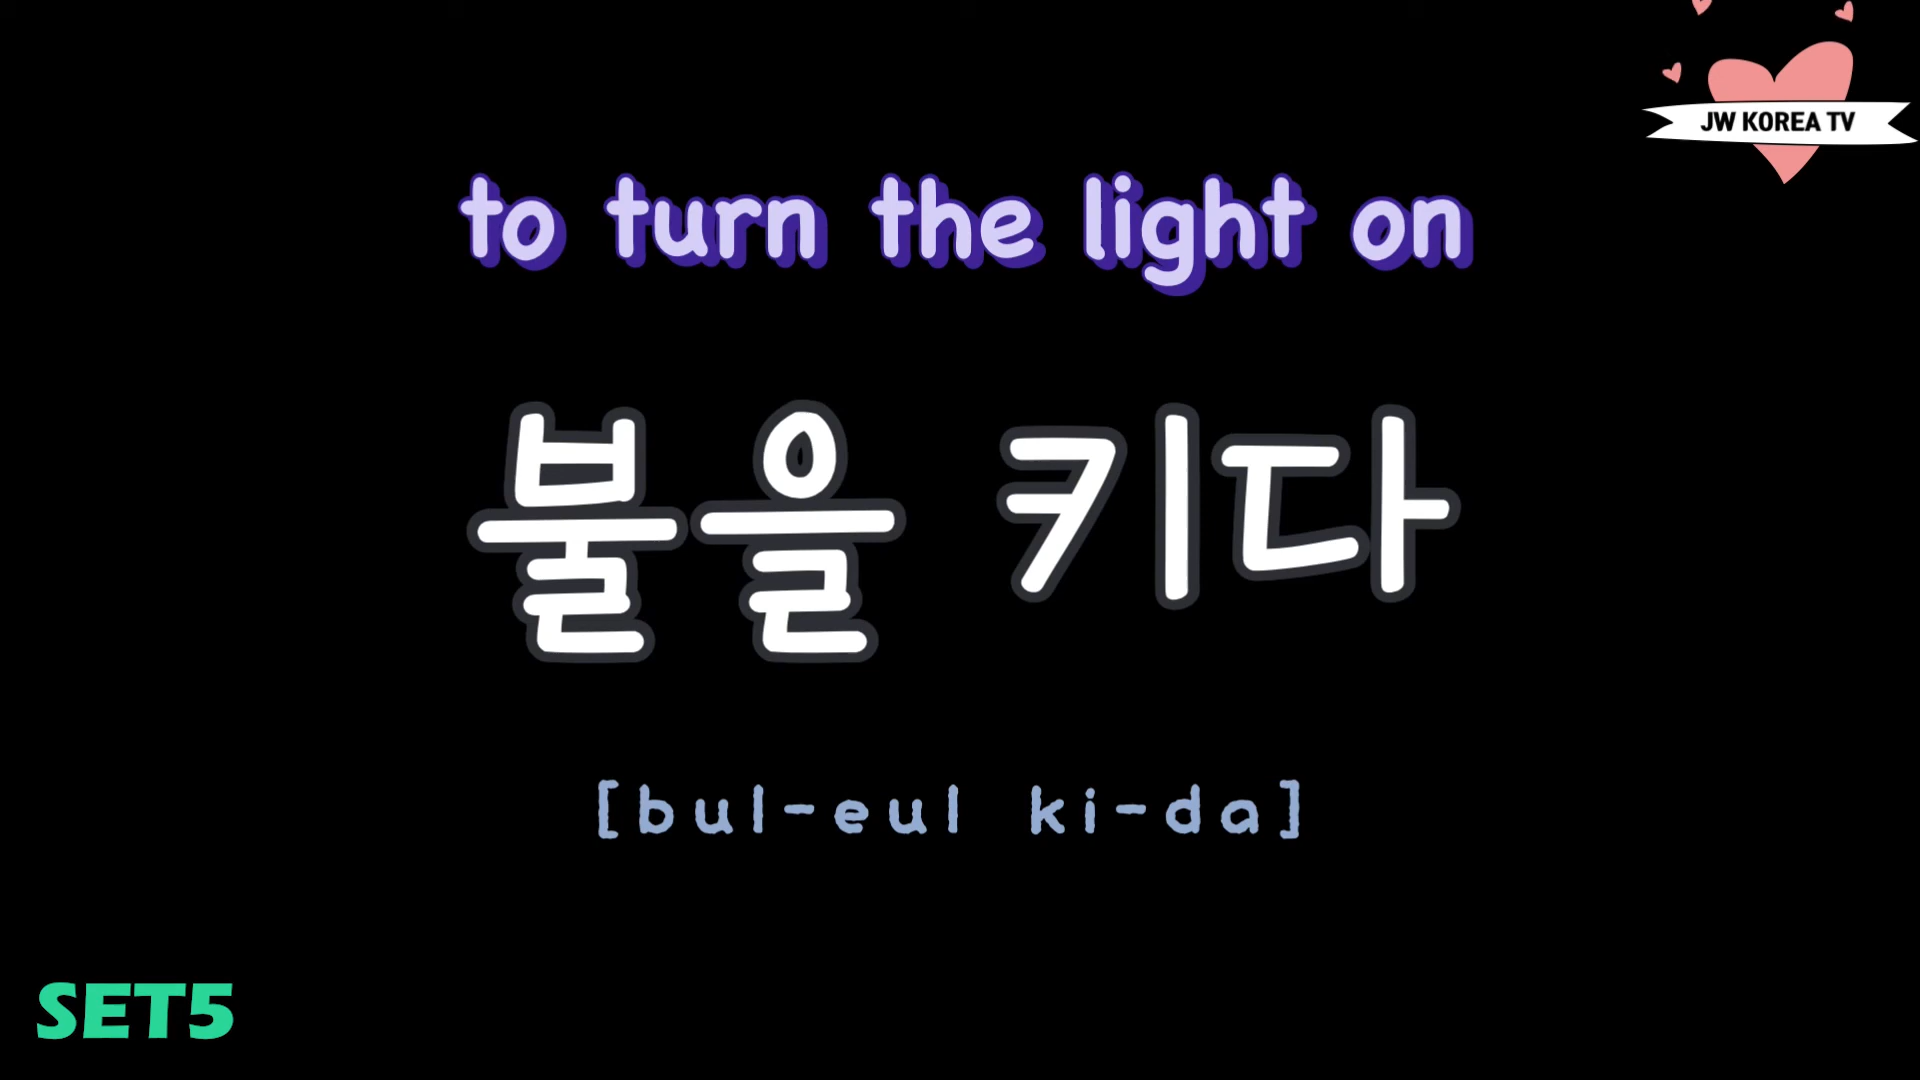 JW KOREA TV
to turn the light on
불을 키다
[bul-eul ki-da]
SET5